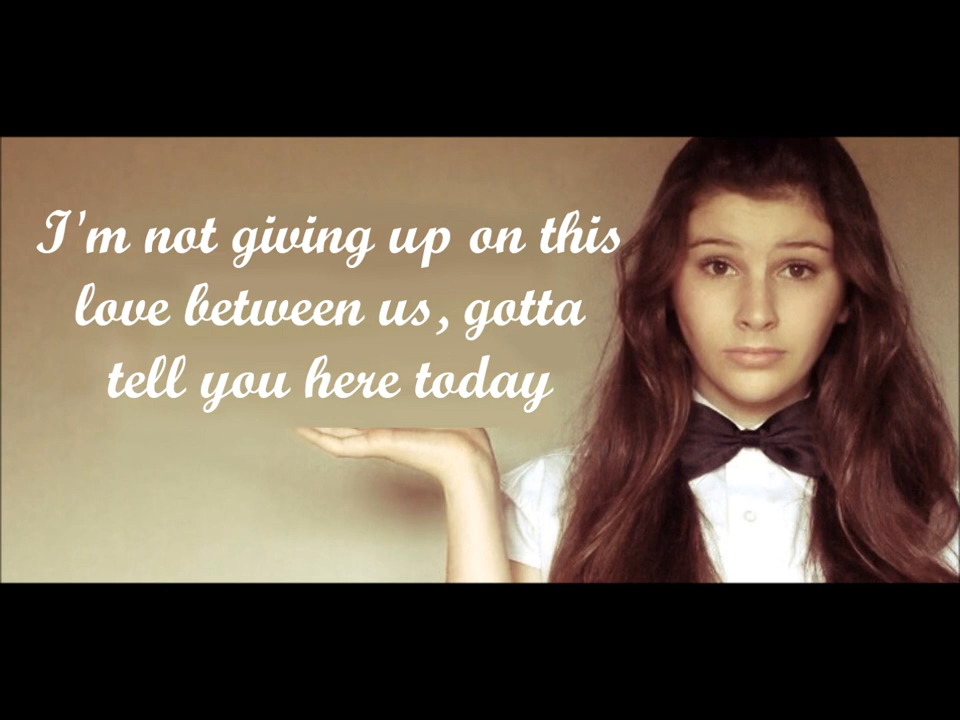 I'm not giving up on this
love between us, gotta
tell you here today